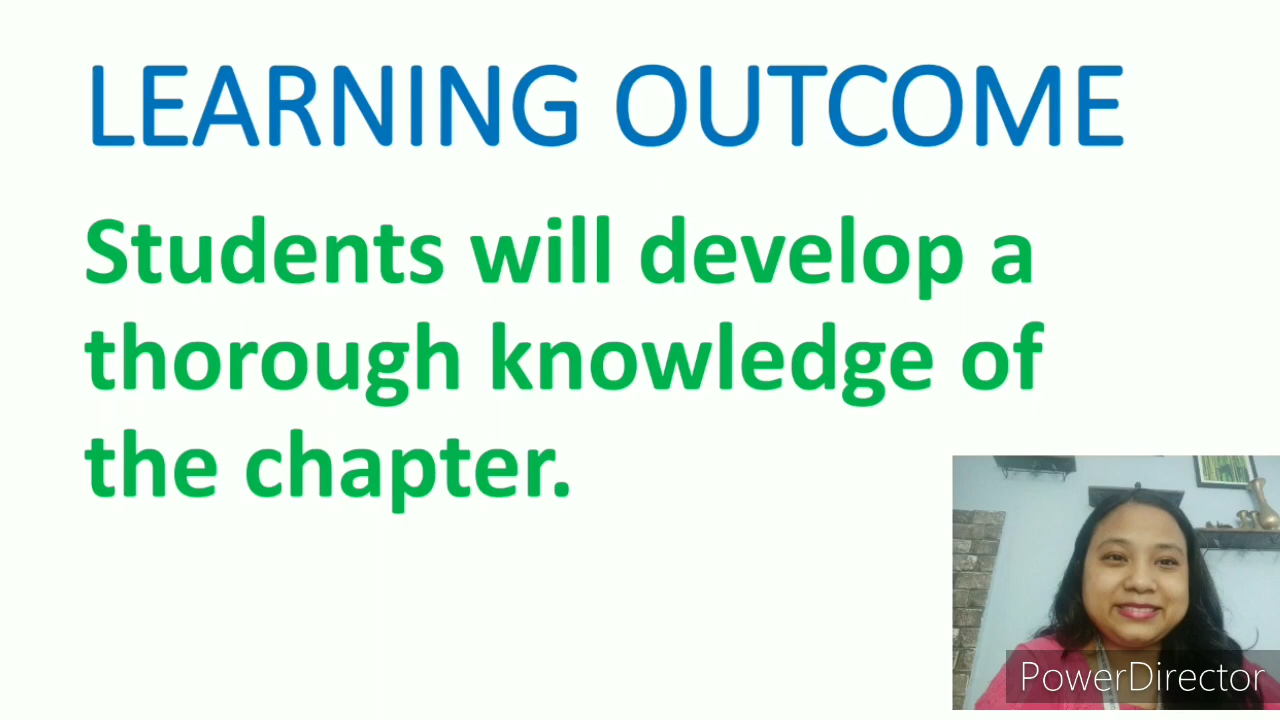 LEARNING OUTCOME
Students will develop a
thorough knowledge of
the chapter.
PowerDirector